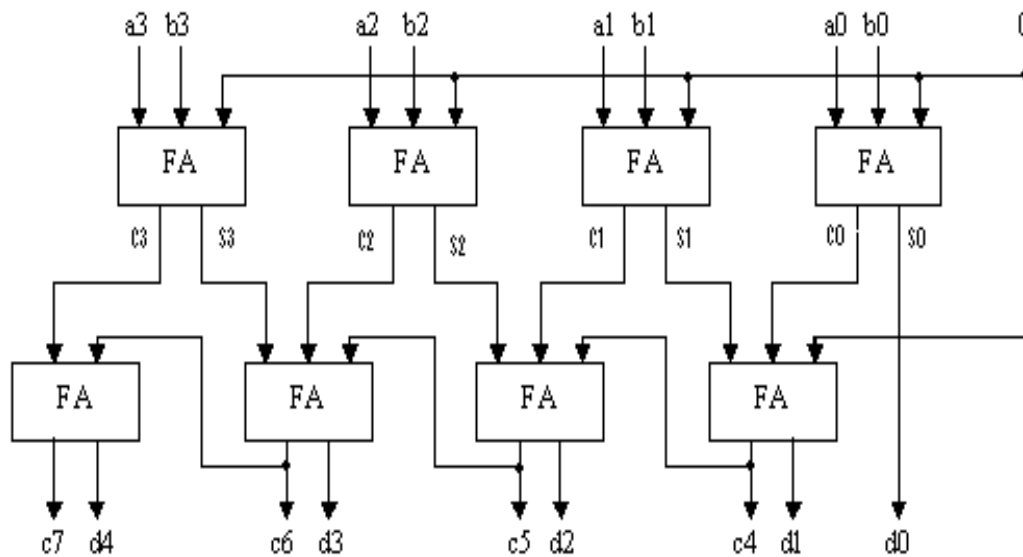 a3 b3 a2 b2 a1 b1 a0 b0
FA FA FA FA
C3 S3 C2 S2 C1 S1 C0 S0
FA FA FA FA
c7 d4 c6 d3 c5 d2 c4 d1 d0